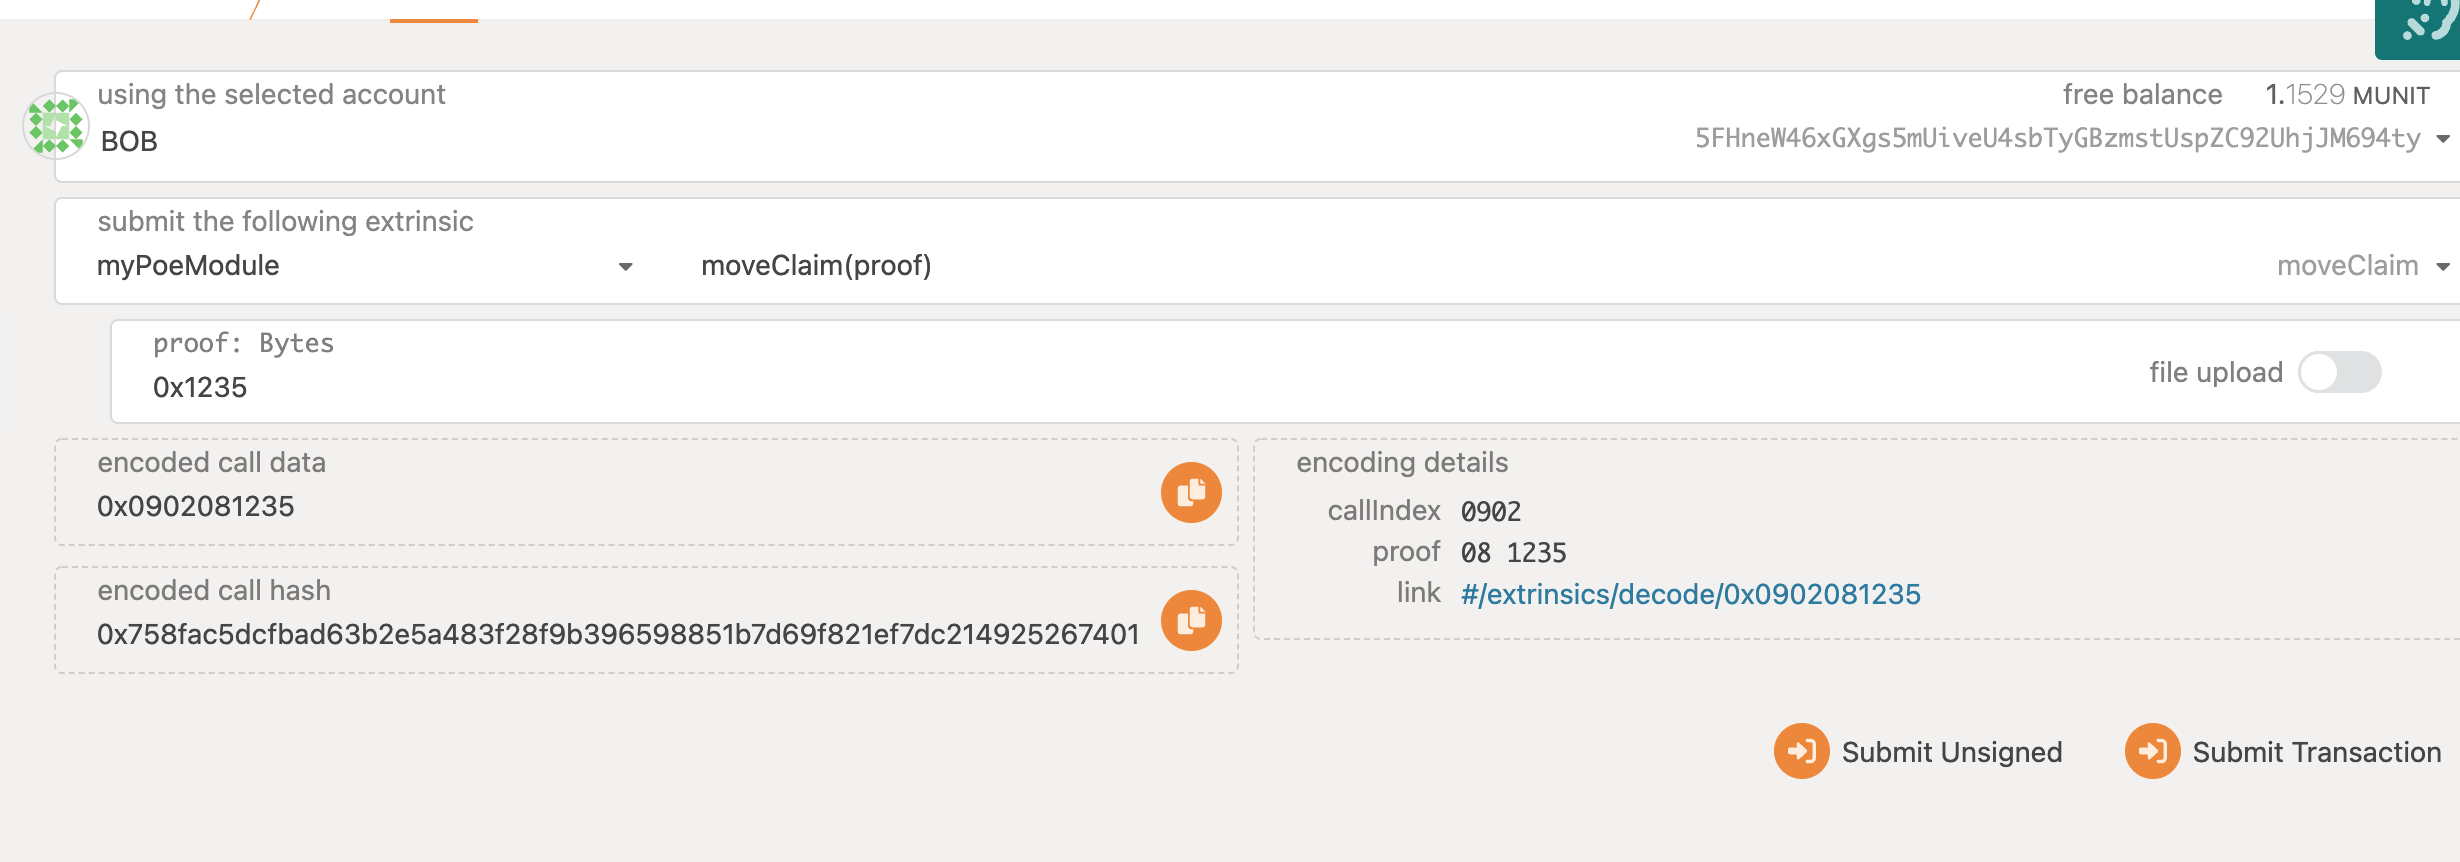 using the selected account
BOB
free balance 1.1529 MUNIT
5FHneW46xGXgs5mUiveU4sbTyGBzmstUspZC92UhjJM694ty
submit the following extrinsic
myPoeModule
moveClaim(proof)
moveClaim
proof: Bytes
0x1235
file upload
encoded call data
0x0902081235
encoded call hash
0x758fac5dcfbad63b2e5a483f28f9b396598851b7d69f821ef7dc214925267401
encoding details
callIndex 0902
proof 08 1235
link #/extrinsics/decode/0x0902081235
Submit Unsigned
Submit Transaction